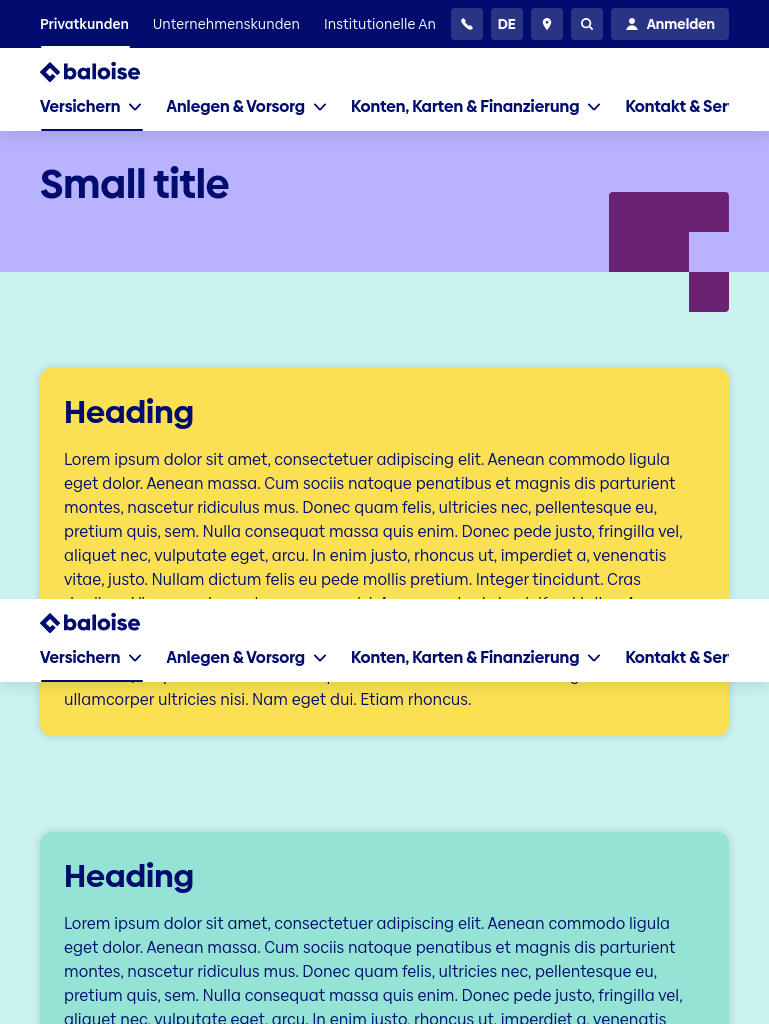 Privatkunden Unternehmenskunden Institutionelle An DE Anmelden
baloise
Versichern Anlegen & Vorsorg Konten, Karten & Finanzierung Kontakt & Ser
Small title
Heading
Lorem ipsum dolor sit amet, consectetuer adipiscing elit. Aenean commodo ligula
eget dolor. Aenean massa. Cum sociis natoque penatibus et magnis dis parturient
montes, nascetur ridiculus mus. Donec quam felis, ultricies nec, pellentesque eu,
pretium quis, sem. Nulla consequat massa quis enim. Donec pede justo, fringilla vel,
aliquet nec, vulputate eget, arcu. In enim justo, rhoncus ut, imperdiet a, venenatis
vitae, justo. Nullam dictum felis eu pede mollis pretium. Integer tincidunt. Cras
baloise
Versichern Anlegen & Vorsorg Konten, Karten & Finanzierung Kontakt & Ser
ullamcorper ultricies nisi. Nam eget dui. Etiam rhoncus.
Heading
Lorem ipsum dolor sit amet, consectetuer adipiscing elit. Aenean commodo ligula
eget dolor. Aenean massa. Cum sociis natoque penatibus et magnis dis parturient
montes, nascetur ridiculus mus. Donec quam felis, ultricies nec, pellentesque eu,
pretium quis, sem. Nulla consequat massa quis enim. Donec pede justo, fringilla vel,
aliquet nec, vulputate eget, arcu. In enim justo, rhoncus ut, imperdiet a, venenatis